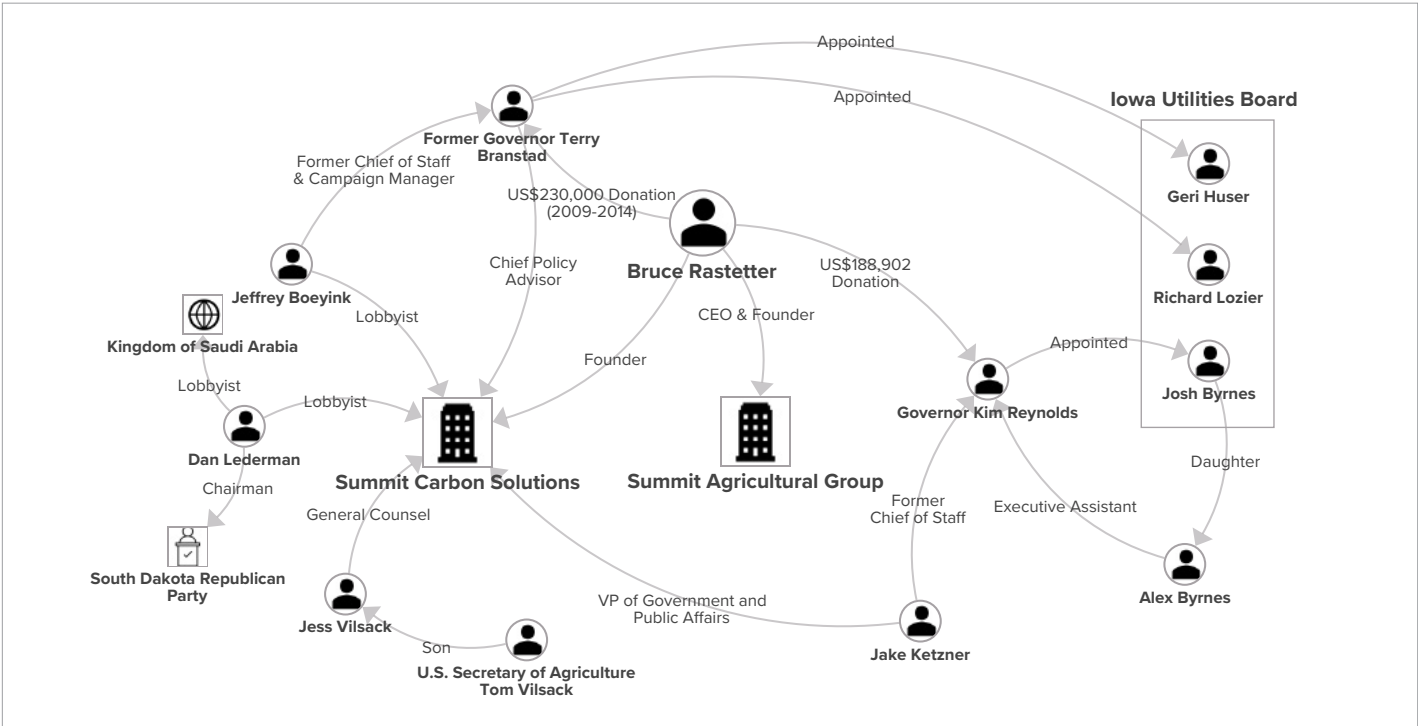 Appointed
Appointed
Iowa Utilities Board
Former Governor Terry
Branstad
Former Chief of Staff
& Campaign Manager
US$230,000 Donation
(2009-2014)
Geri Huser
Chief Policy
Advisor
Bruce Rastetter
US$188,902
Donation
Jeffrey Boeyink
Richard Lozier
Lobbyist
CEO & Founder
Kingdom of Saudi Arabia
Founder
Appointed
Lobbyist
Lobbyist
Josh Byrnes
Governor Kim Reynolds
Dan Lederman
Summit Carbon Solutions
Summit Agricultural Group
Daughter
Chairman
General Counsel
Former
Chief of Staff
Executive Assistant
South Dakota Republican
Party
Alex Byrnes
VP of Government and
Public Affairs
Jess Vilsack
Son
Jake Ketzner
U.S. Secretary of Agriculture
Tom Vilsack